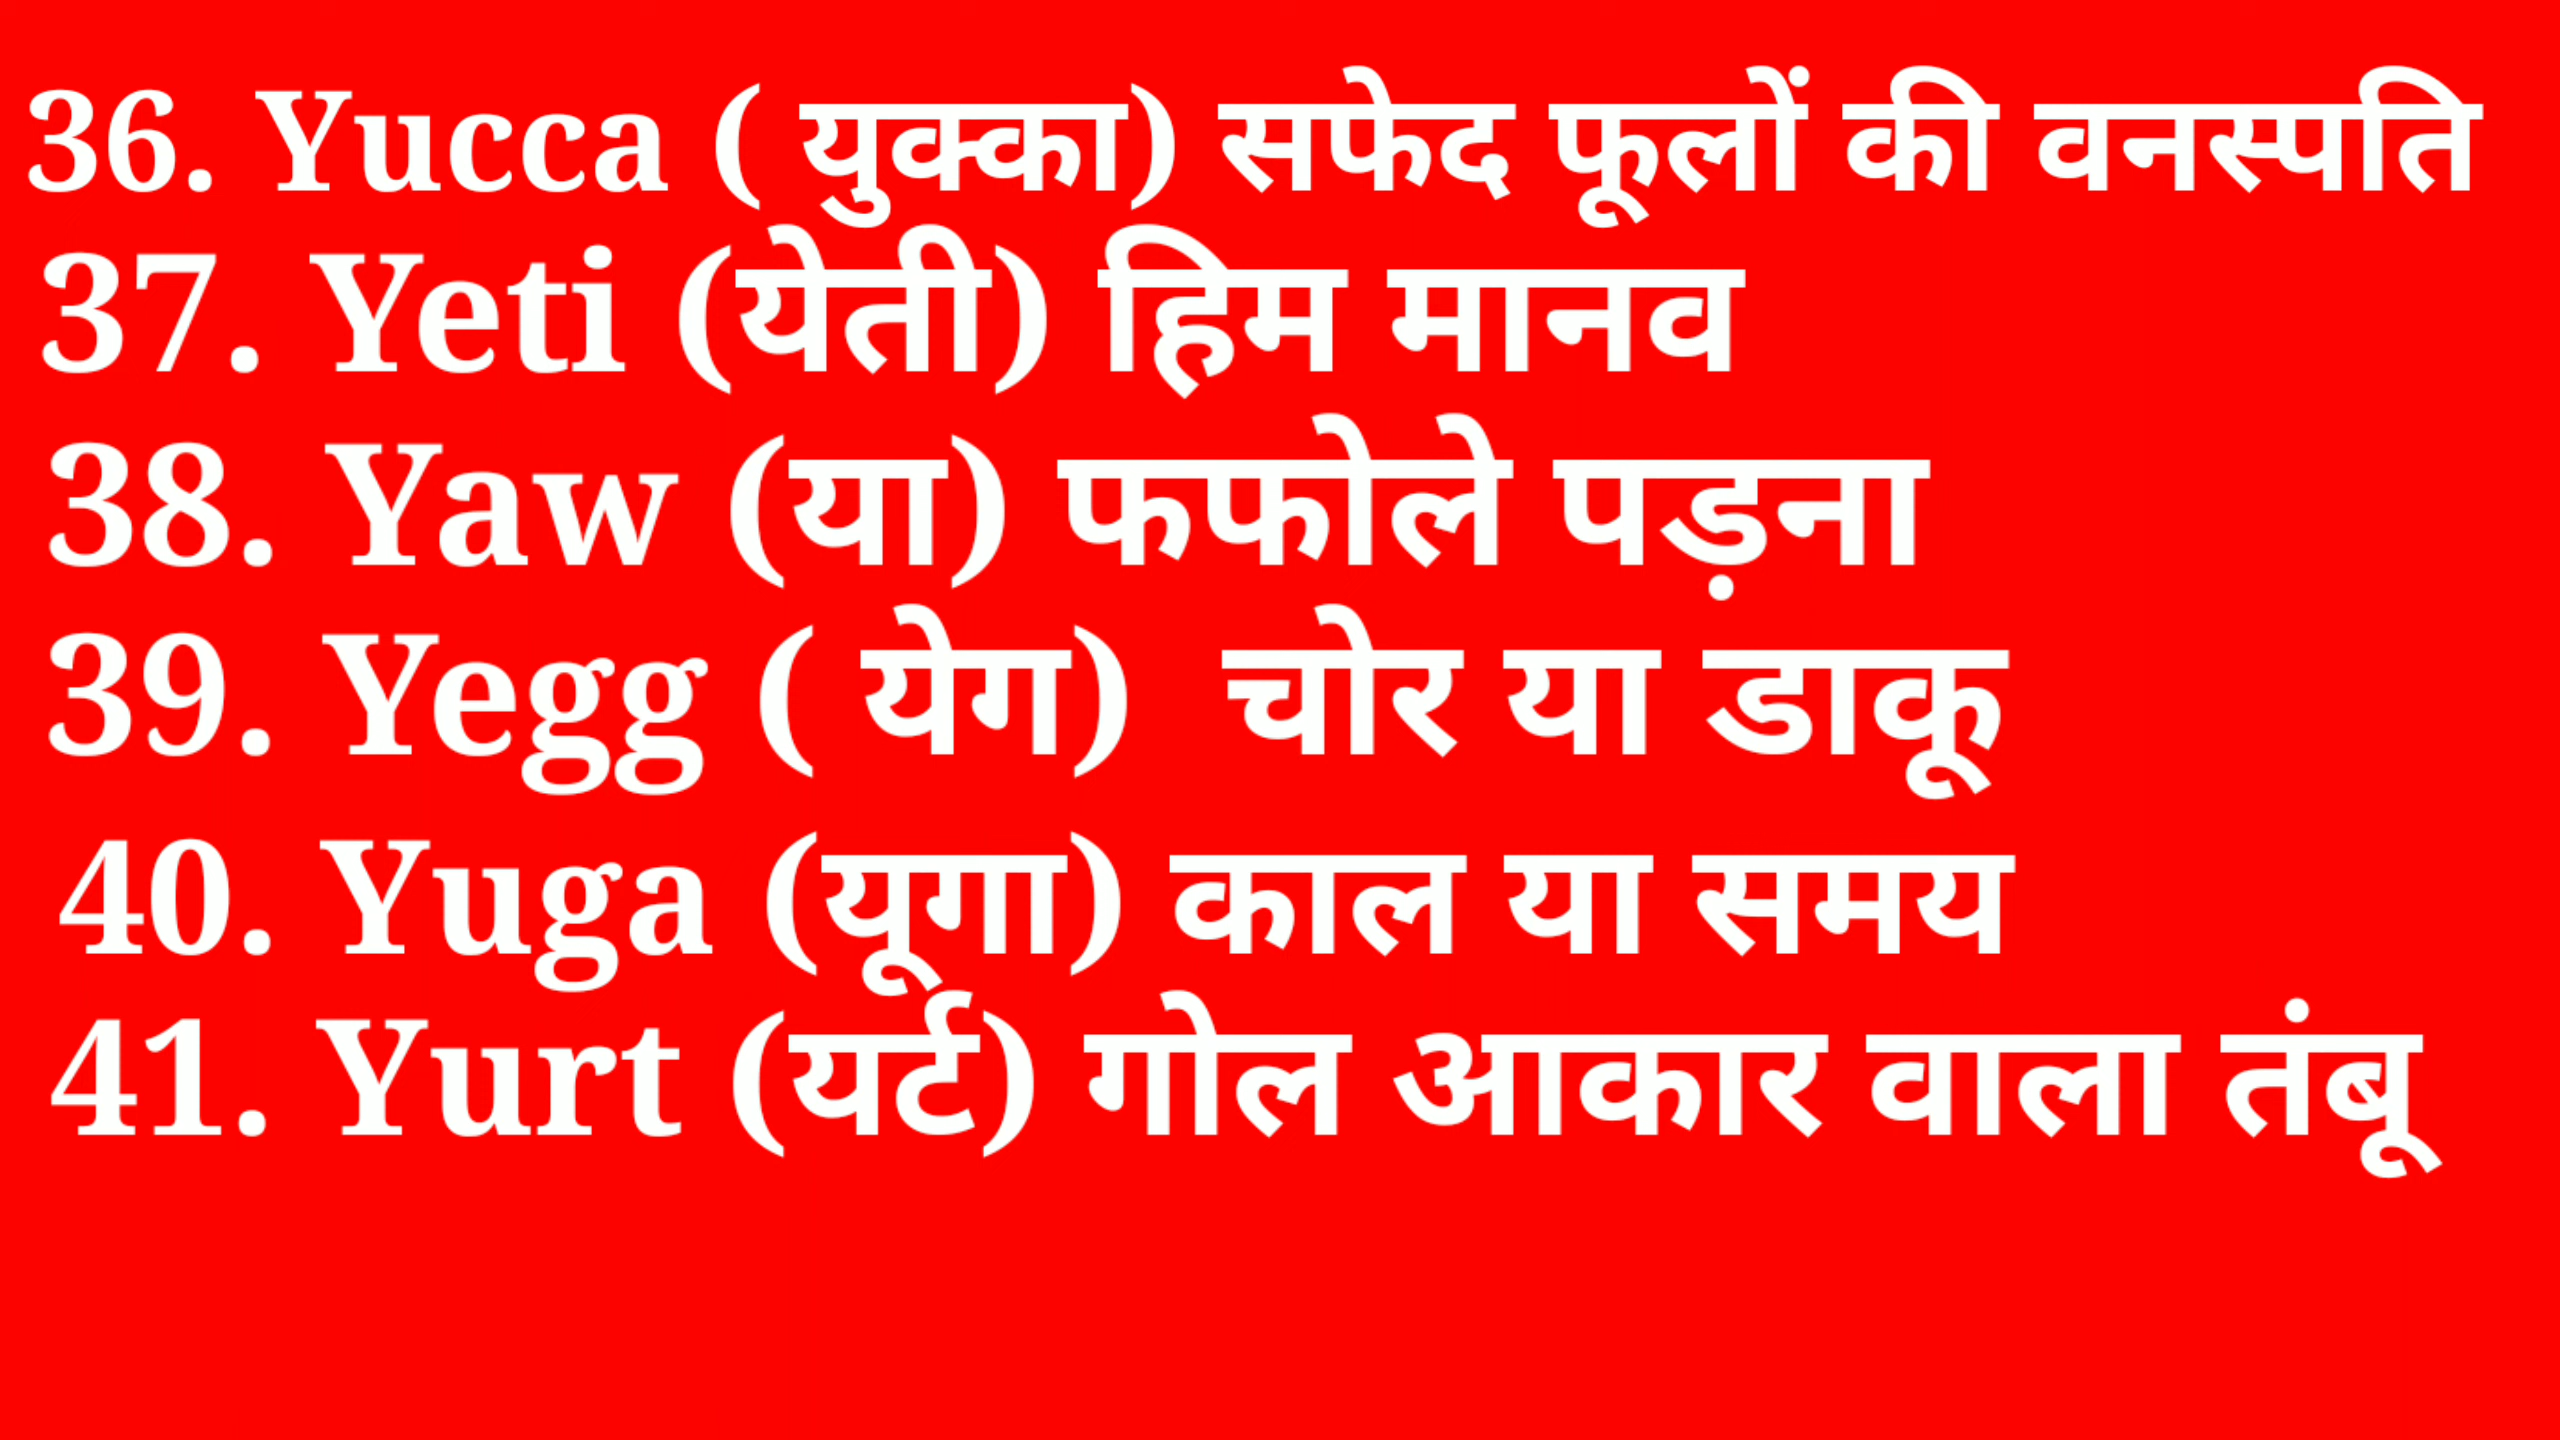 36. Yucca ( युक्का) सफेद फूलों की वनस्पति
37. Yeti (येती) हिम मानव
38. Yaw (या) फफोले पड़ना
39. Yegg ( येग) चोर या डाकू
40. Yuga (यूगा) काल या समय
41. Yurt (यर्ट) गोल आकार वाला तंबू